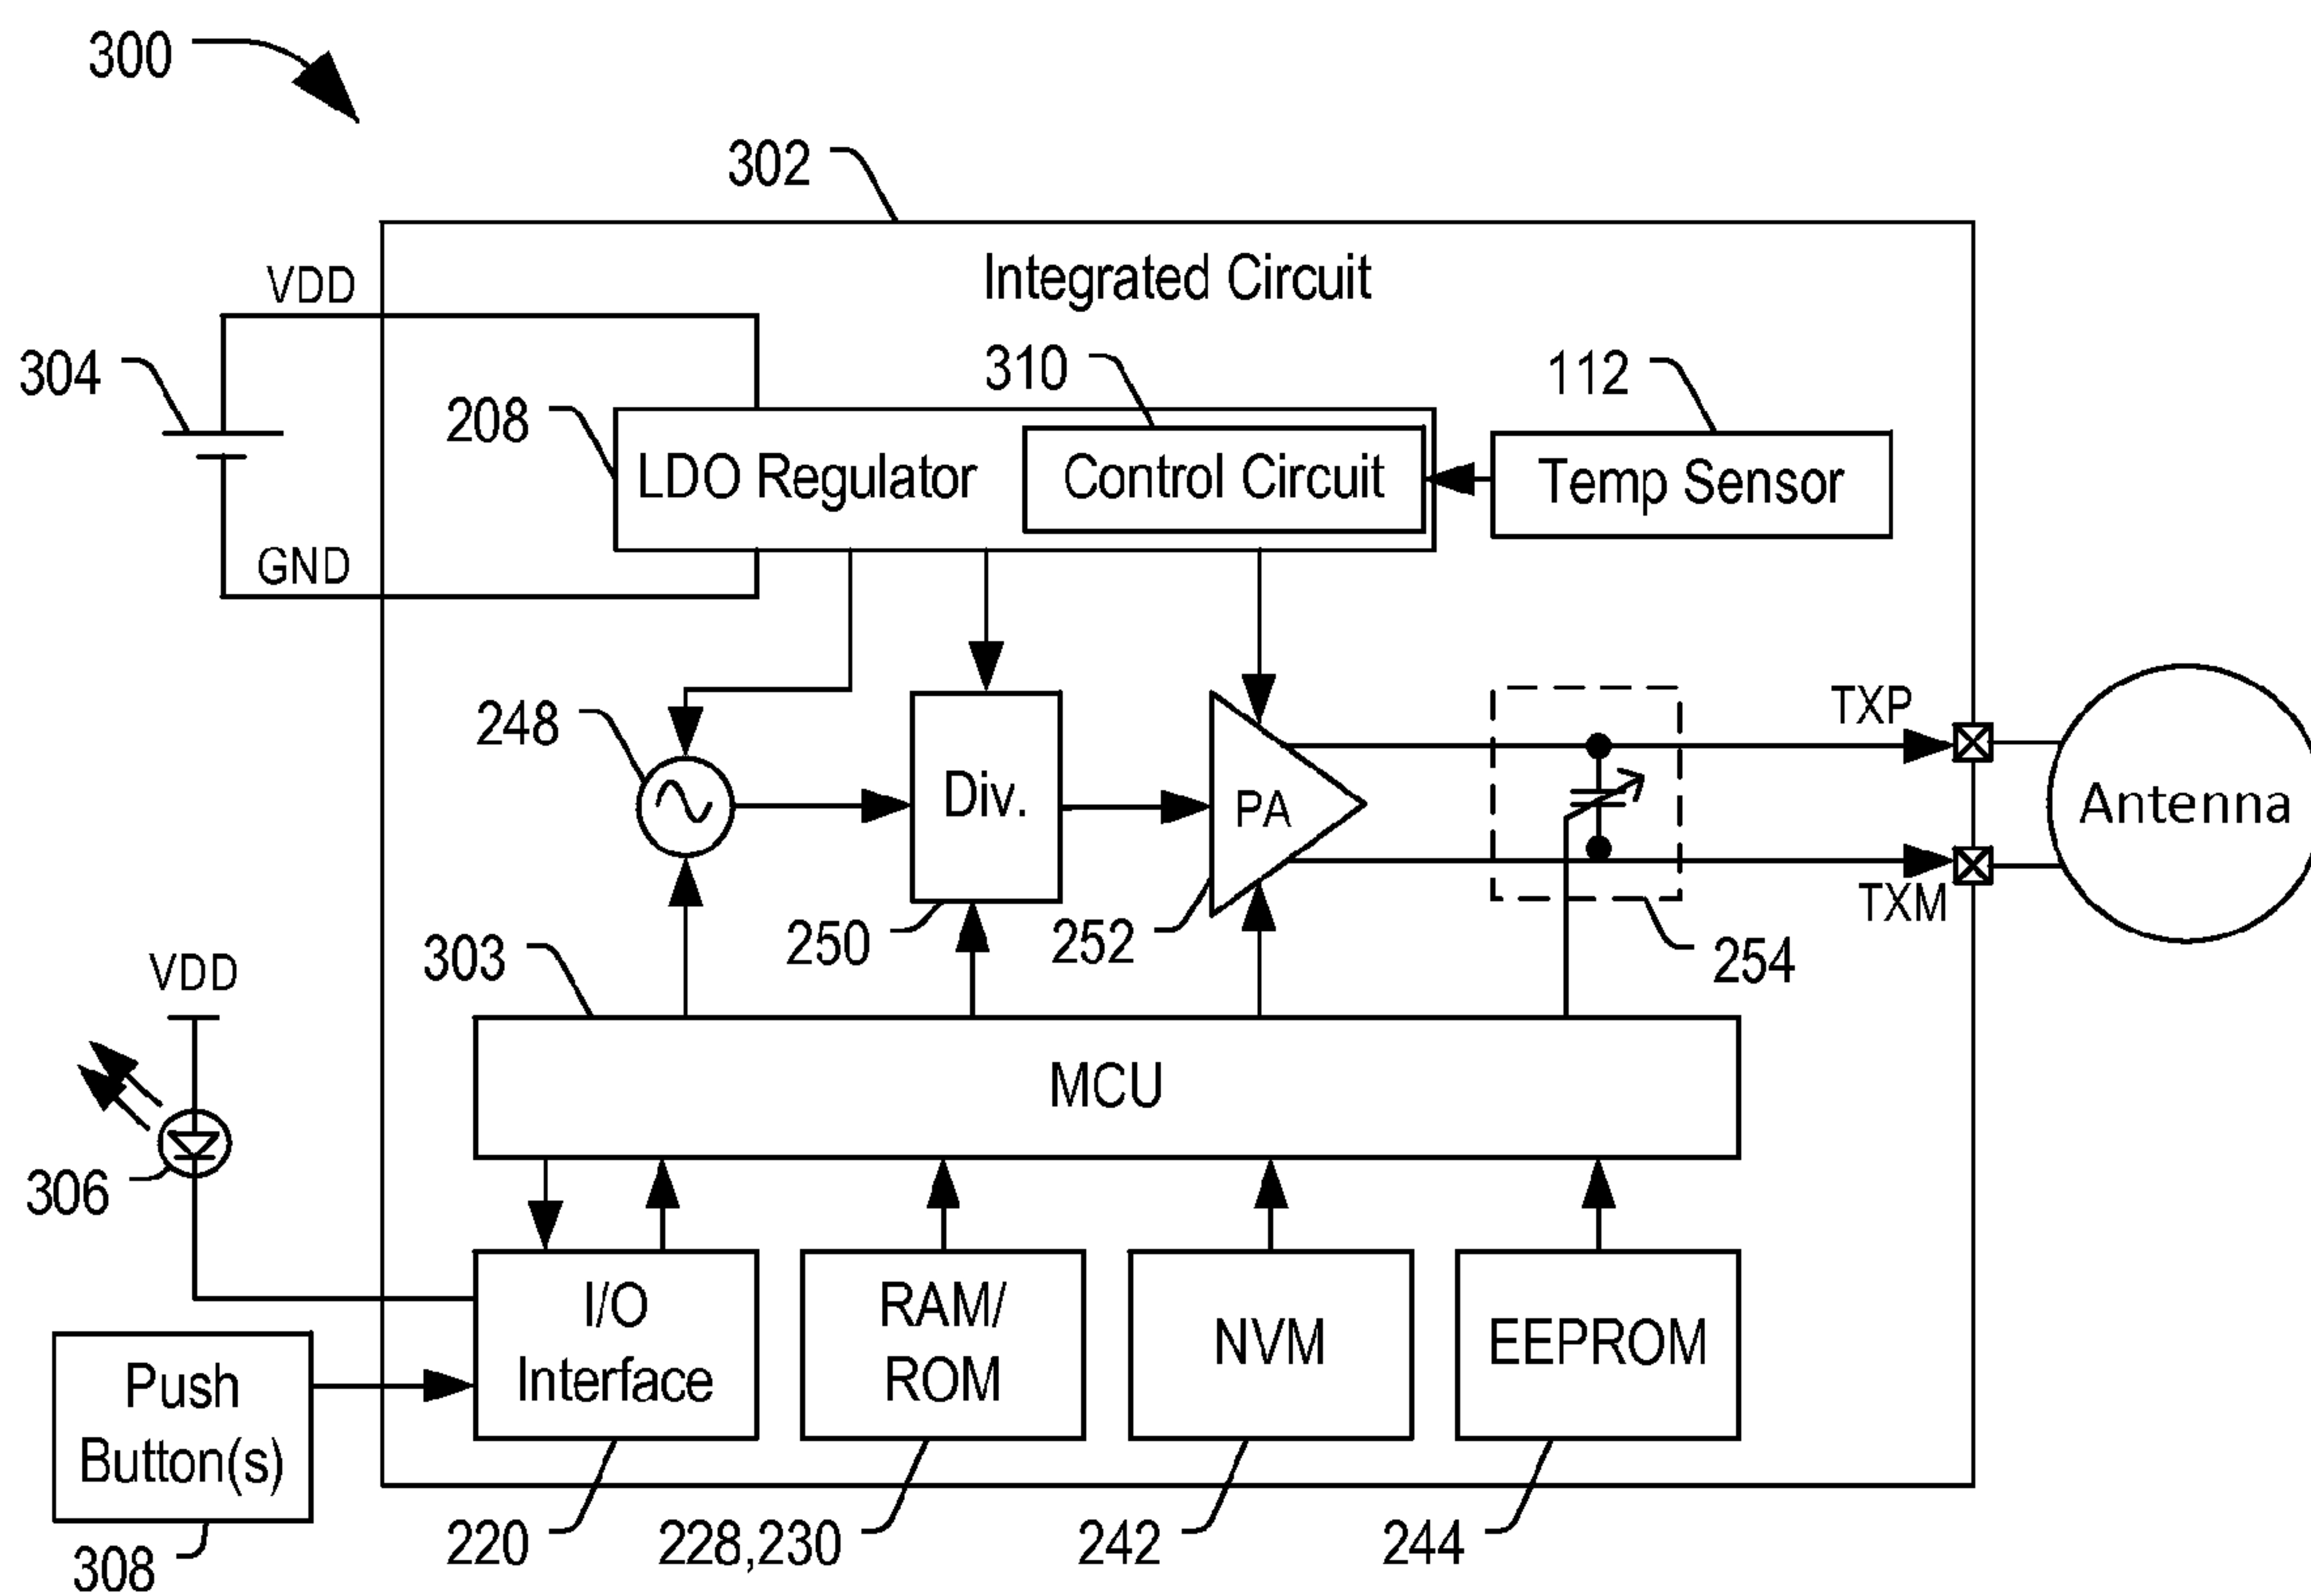 300
302
Integrated Circuit
VDD
304
310
112
208
LDO Regulator
Control Circuit
Temp Sensor
GND
248
Div.
PA
TXP
Antenna
TXM
250
252
254
303
VDD
MCU
306
I/O
Interface
RAM/
ROM
NVM
EEPROM
Push
Button(s)
308
220
228,230
242
244